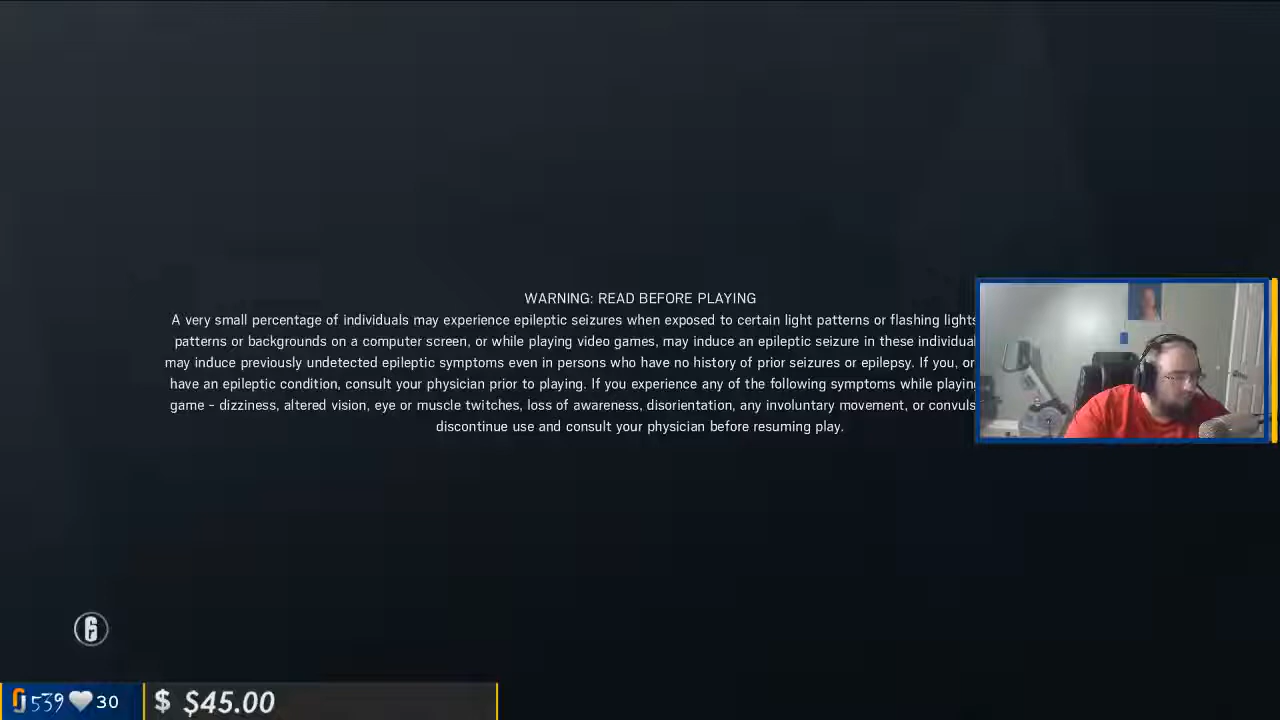 WARNING: READ BEFORE PLAYING
A very small percentage of individuals may experience epileptic seizures when exposed to certain light patterns or flashing lights
patterns or backgrounds on a computer screen, or while playing video games, may induce an epileptic seizure in these individual
may induce previously undetected epileptic symptoms even in persons who have no history of prior seizures or epilepsy. If you, or
have an epileptic condition, consult your physician prior to playing. If you experience any of the following symptoms while playing
game - dizziness, altered vision, eye or muscle twitches, loss of awareness, disorientation, any involuntary movement, or convuls
discontinue use and consult your physician before resuming play.
6
539 30 $ $45.00